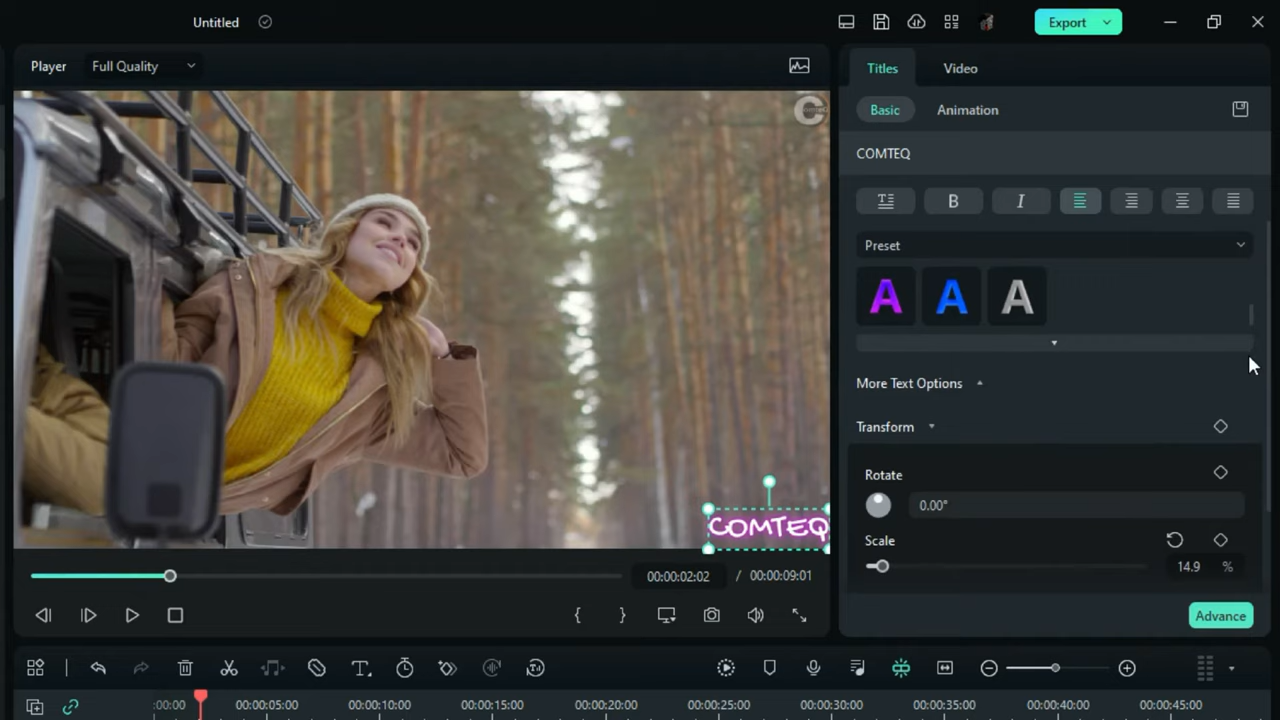 Untitled
Export
Player
Full Quality
Titles
Video
Basic
Animation
COMTEQ
B
I
Preset
A
A
A
More Text Options
Transform
Rotate
0.00°
Scale
14.9 %
COMTEQ
00:00:02:02 / 00:00:09:01
Advance
:00:00
00:00:05:00
00:00:10:00
00:00:15:00
00:00:20:00
00:00:25:00
00:00:30:00
00:00:35:00
00:00:40:00
00:00:45:00